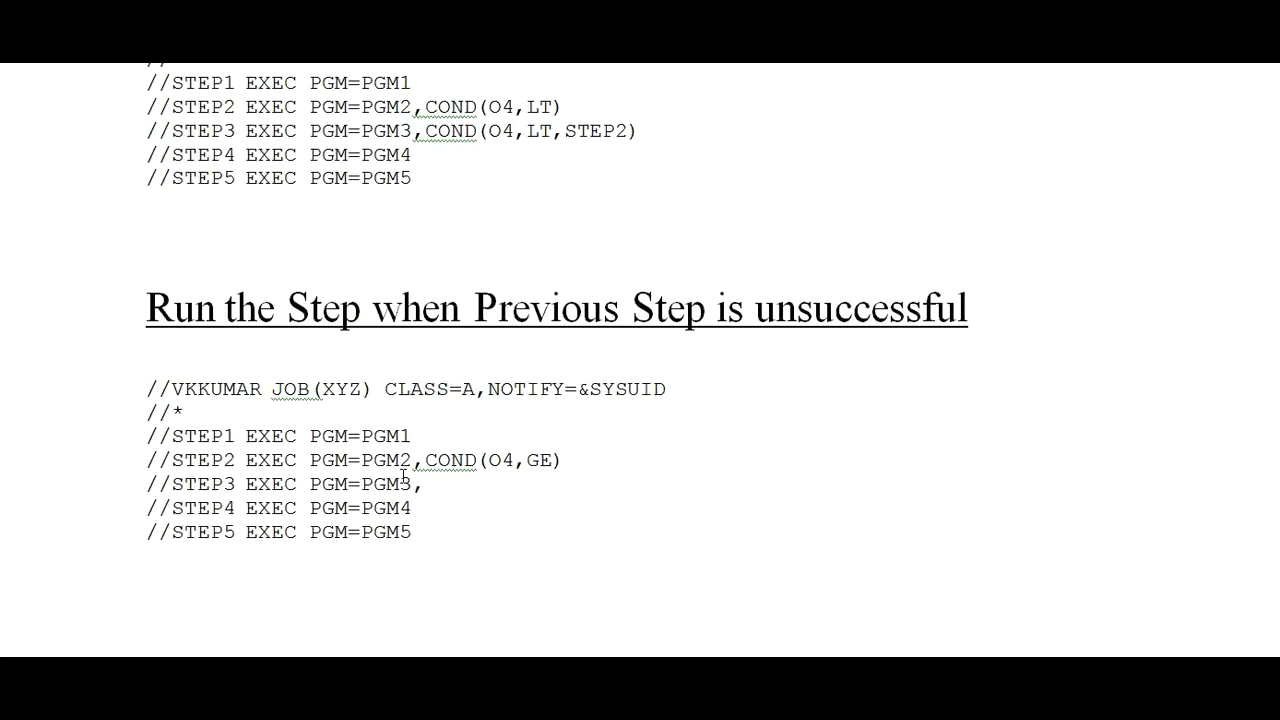 //STEP1 EXEC PGM=PGM1
//STEP2 EXEC PGM=PGM2,COND(O4,LT)
//STEP3 EXEC PGM=PGM3,COND(O4,LT,STEP2)
//STEP4 EXEC PGM=PGM4
//STEP5 EXEC PGM=PGM5
Run the Step when Previous Step is unsuccessful
//VKKUMAR JOB(XYZ) CLASS=A,NOTIFY=&SYSUID
//*
//STEP1 EXEC PGM=PGM1
//STEP2 EXEC PGM=PGM2,COND(O4,GE)
//STEP3 EXEC PGM=PGM3,
//STEP4 EXEC PGM=PGM4
//STEP5 EXEC PGM=PGM5